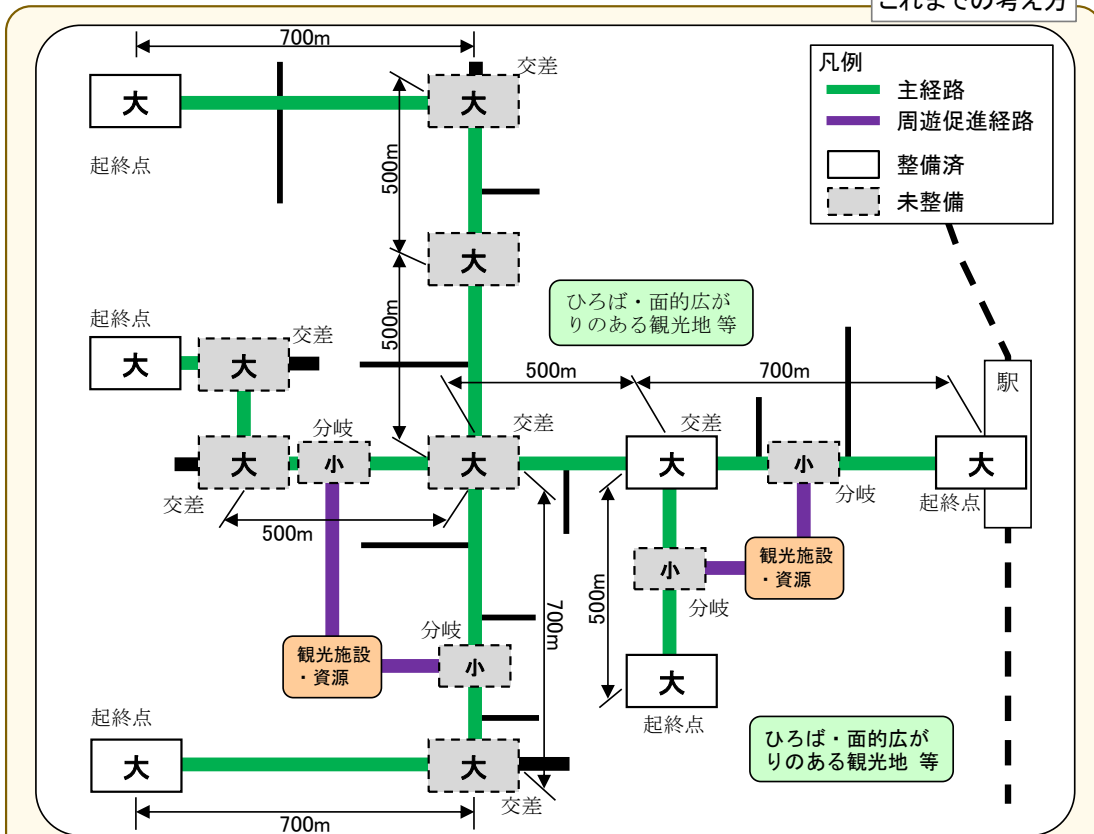 これまでの考え方
700m
交差
大
大
起終点
500m
凡例
主経路
周遊促進経路
整備済
未整備
大
500m
ひろば・面的広が
りのある観光地 等
起終点
大
交差
大
500m
700m
駅
分岐
交差
交差
大
小
大
大
小
大
交差
500m
分岐
起終点
500m
小
分岐
観光施設
・資源
700m
分岐
観光施設
・資源
小
大
起終点
起終点
大
大
交差
ひろば・面的広が
りのある観光地 等
700m